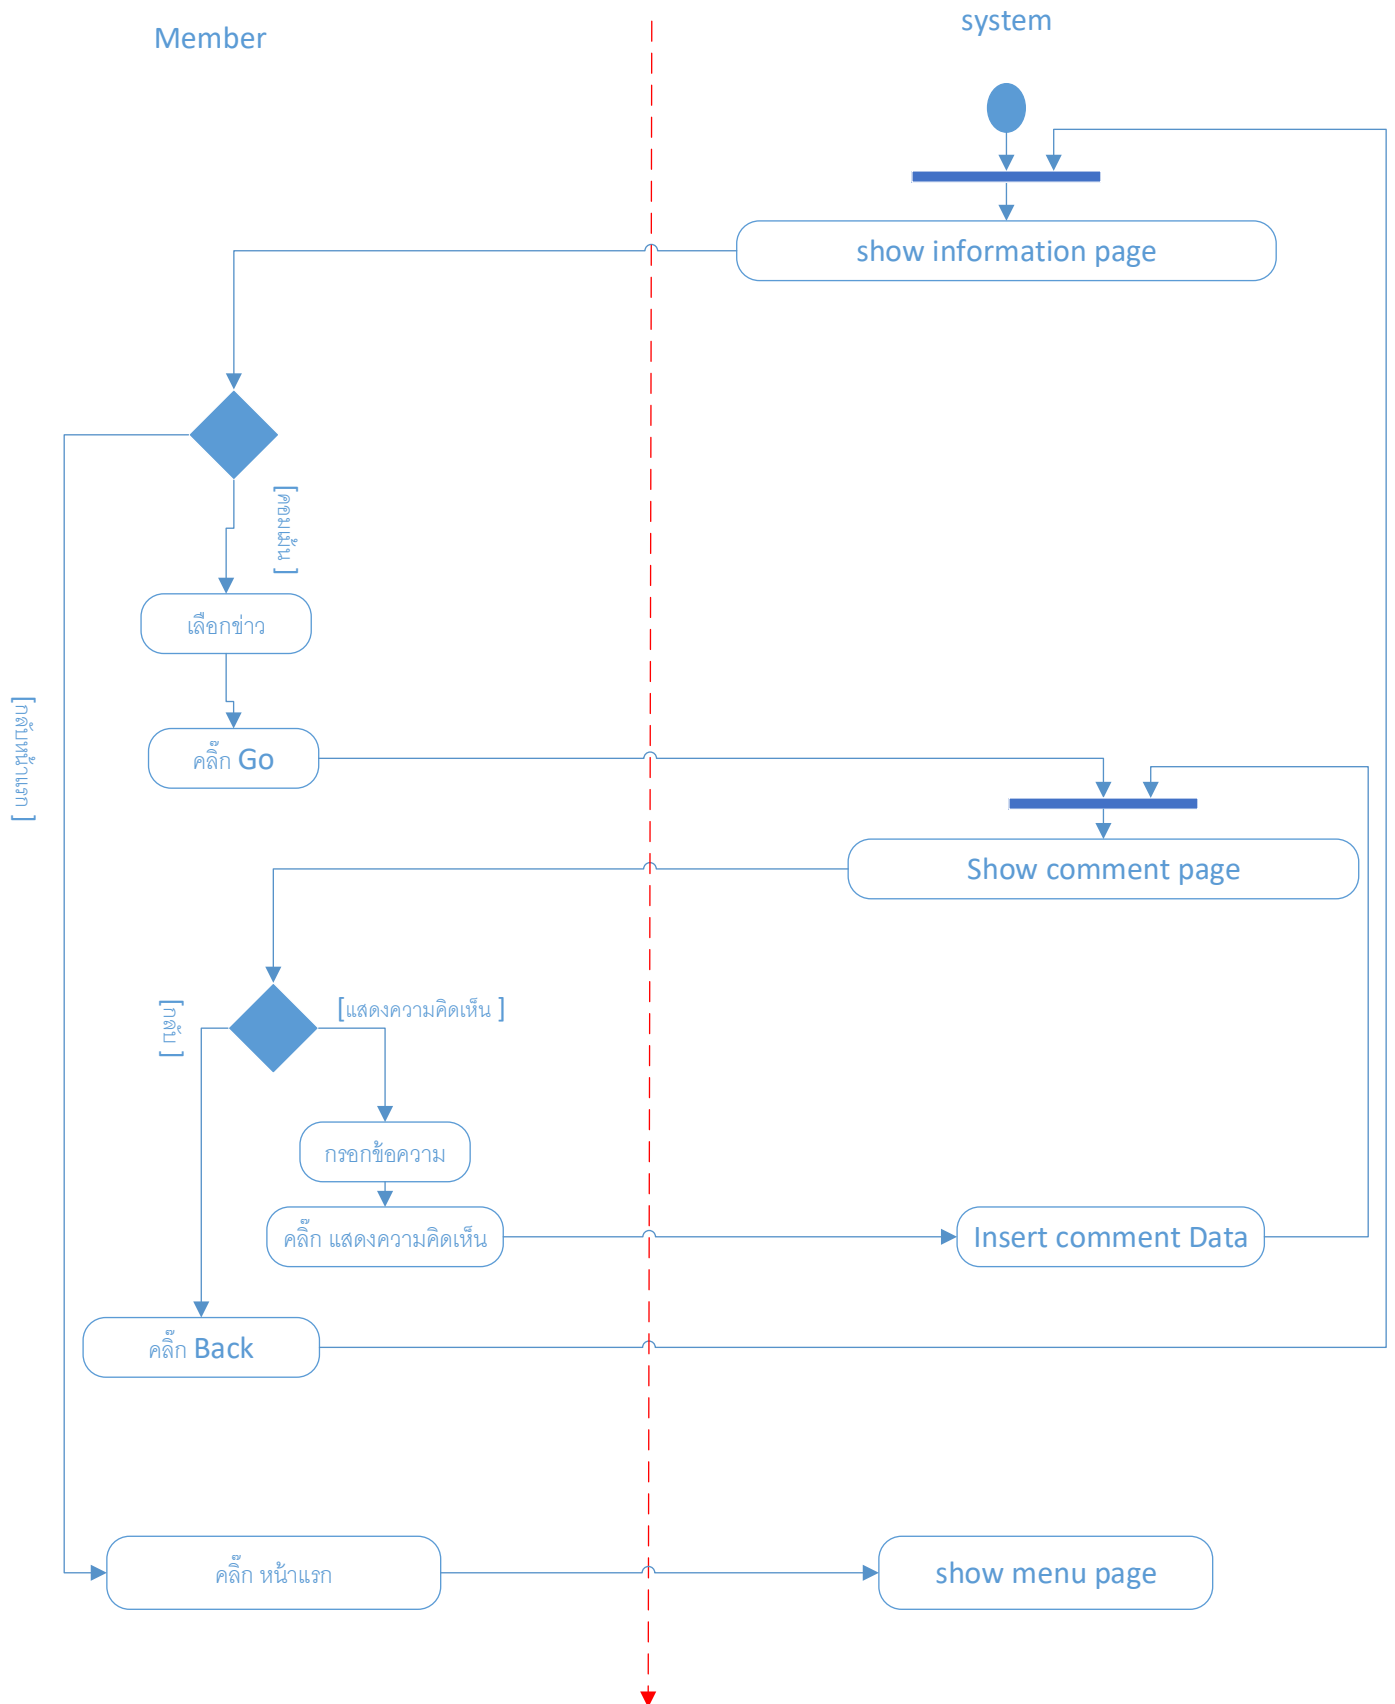 Member
system
show information page
[คอมเม้น ]
เลือกข่าว
[กลับหน้าแรก ]
คลิ๊ก Go
Show comment page
[กลับ ]
[แสดงความคิดเห็น ]
กรอกข้อความ
คลิ๊ก แสดงความคิดเห็น
Insert comment Data
คลิ๊ก Back
คลิ๊ก หน้าแรก
show menu page